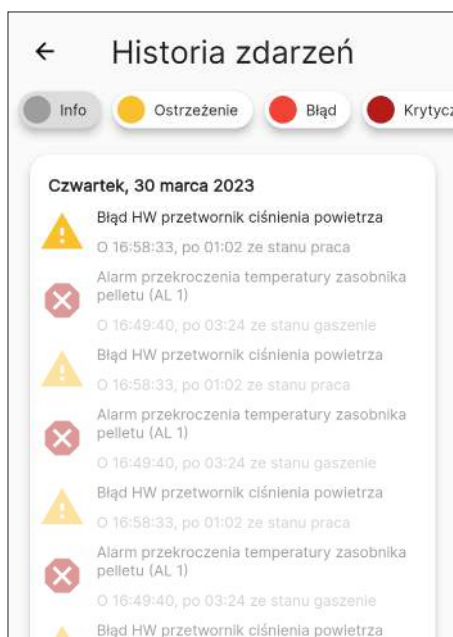 Historia zdarzeń
Info
Ostrzeżenie
Błąd
Krytycz
Czwartek, 30 marca 2023
Błąd HW przetwornik ciśnienia powietrza
O 16:58:33, po 01:02 ze stanu praca
Alarm przekroczenia temperatury zasobnika
pelletu (AL 1)
O 16:49:40, po 03:24 ze stanu gaszenie
Błąd HW przetwornik ciśnienia powietrza
O 16:58:33, po 01:02 ze stanu praca
Alarm przekroczenia temperatury zasobnika
pelletu (AL 1)
O 16:49:40, po 03:24 ze stanu gaszenie
Błąd HW przetwornik ciśnienia powietrza
O 16:58:33, po 01:02 ze stanu praca
Alarm przekroczenia temperatury zasobnika
pelletu (AL 1)
O 16:49:40, po 03:24 ze stanu gaszenie
Błąd HW przetwornik ciśnienia powietrza